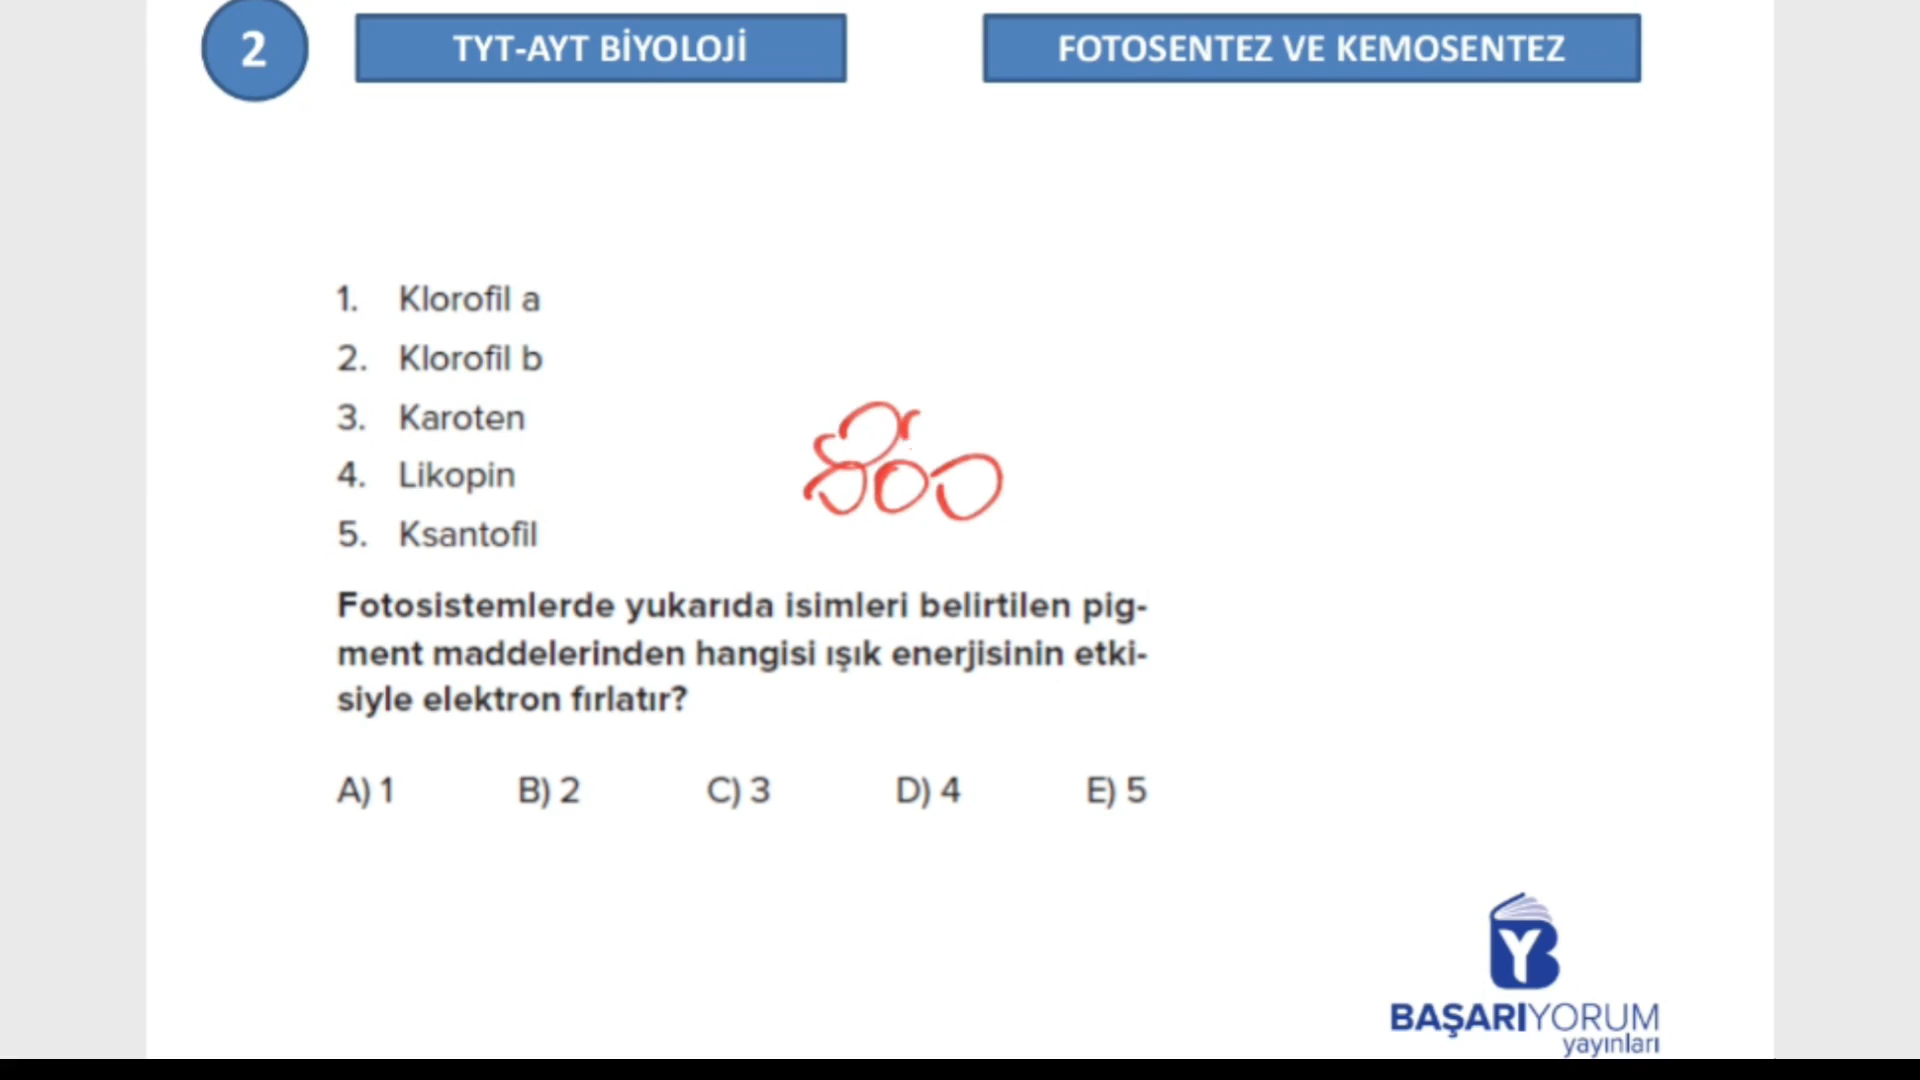 2
TYT-AYT BİYOLOJİ
FOTOSENTEZ VE KEMOSENTEZ
1. Klorofil a
2. Klorofil b
3. Karoten
4. Likopin
5. Ksantofil
Fotosistemlerde yukarıda isimleri belirtilen pig-
ment maddelerinden hangisi ışık enerjisinin etki-
siyle elektron fırlatır?
A) 1 B) 2 C) 3 D) 4 E) 5
BAŞARIYORUM
yayınları